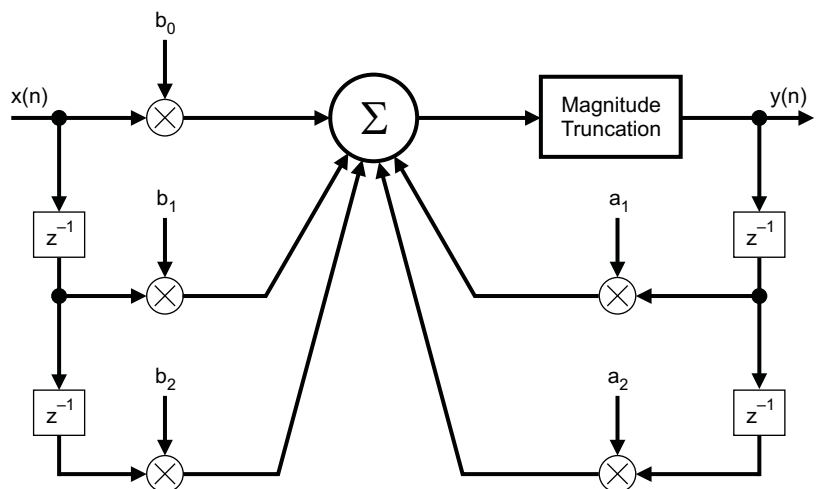 b₀
x(n)
Σ
Magnitude
Truncation
y(n)
b₁
a₁
z⁻¹
z⁻¹
b₂
a₂
z⁻¹
z⁻¹